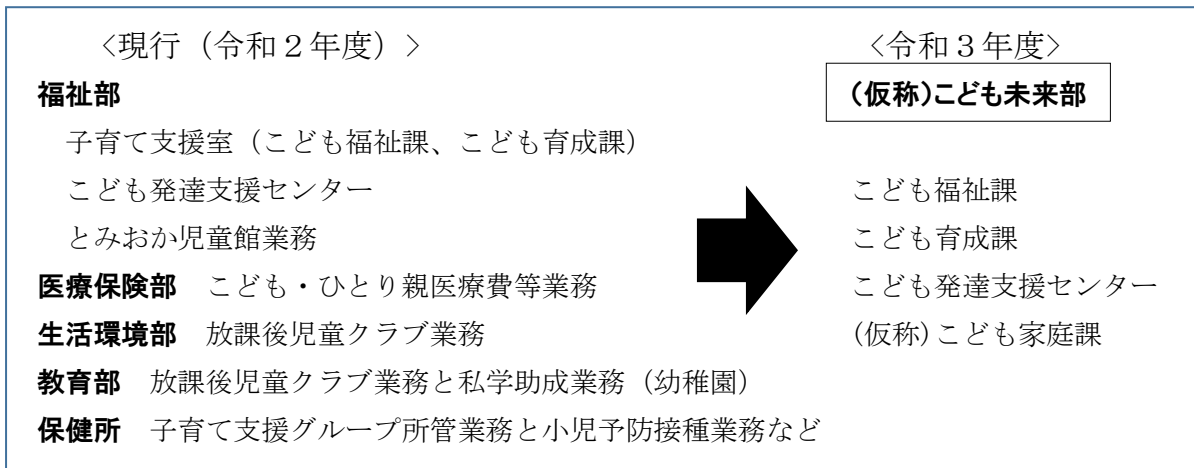 <現行（令和２年度）>
福祉部
子育て支援室（こども福祉課、こども育成課）
こども発達支援センター
とみおか児童館業務
医療保険部　こども・ひとり親医療費等業務
生活環境部　放課後児童クラブ業務
教育部　放課後児童クラブ業務と私学助成業務（幼稚園）
保健所　子育て支援グループ所管業務と小児予防接種業務など
<令和３年度>
(仮称)こども未来部
こども福祉課
こども育成課
こども発達支援センター
(仮称)こども家庭課